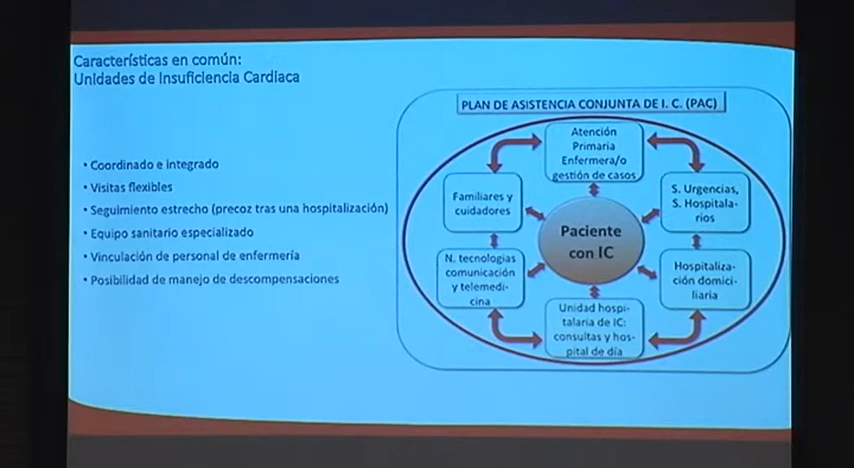 Características en común:
Unidades de Insuficiencia Cardiaca
• Coordinado e integrado
• Visitas flexibles
• Seguimiento estrecho (precoz tras una hospitalización)
• Equipo sanitario especializado
• Vinculación de personal de enfermería
• Posibilidad de manejo de descompensaciones
PLAN DE ASISTENCIA CONJUNTA DE I. C. (PAC)
Atención
Primaria
Enfermera/o
gestión de casos
Familiares y
cuidadores
S. Urgencias,
S. Hospitala-
rios
Paciente
con IC
N. tecnologias
comunicación
y telemedi-
cina
Hospitaliza-
ción domici-
liaria
Unidad hospi-
talaria de IC:
consultas y hos-
pital de día